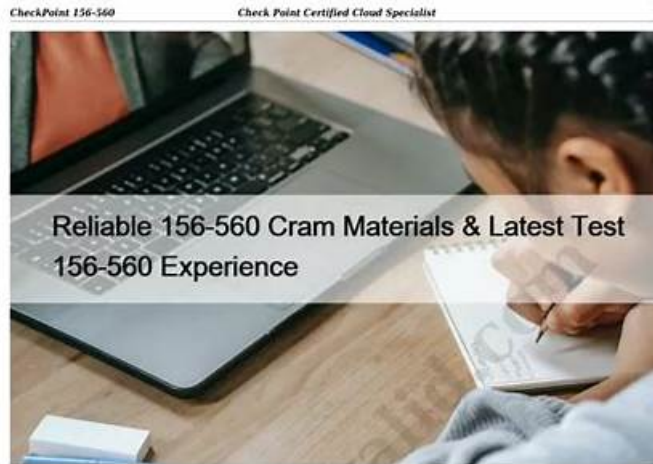 CheckPoint 156-560
Check Point Certified Cloud Specialist
Reliable 156-560 Cram Materials & Latest Test
156-560 Experience